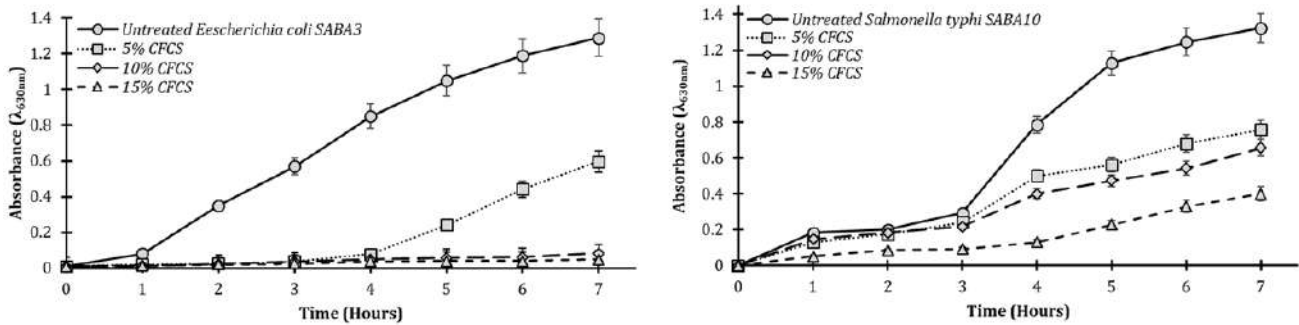 1.4
1.2
1
0.8
0.6
0.4
0.2
0
Absorbance (λ630nm)
Untreated Eescherichia coli SABA3
5% CFCS
10% CFCS
15% CFCS
0 1 2 3 4 5 6 7
Time (Hours)
1.4
1.2
1
0.8
0.6
0.4
0.2
0
Absorbance (λ630nm)
Untreated Salmonella typhi SABA10
5% CFCS
10% CFCS
15% CFCS
0 1 2 3 4 5 6 7
Time (Hours)